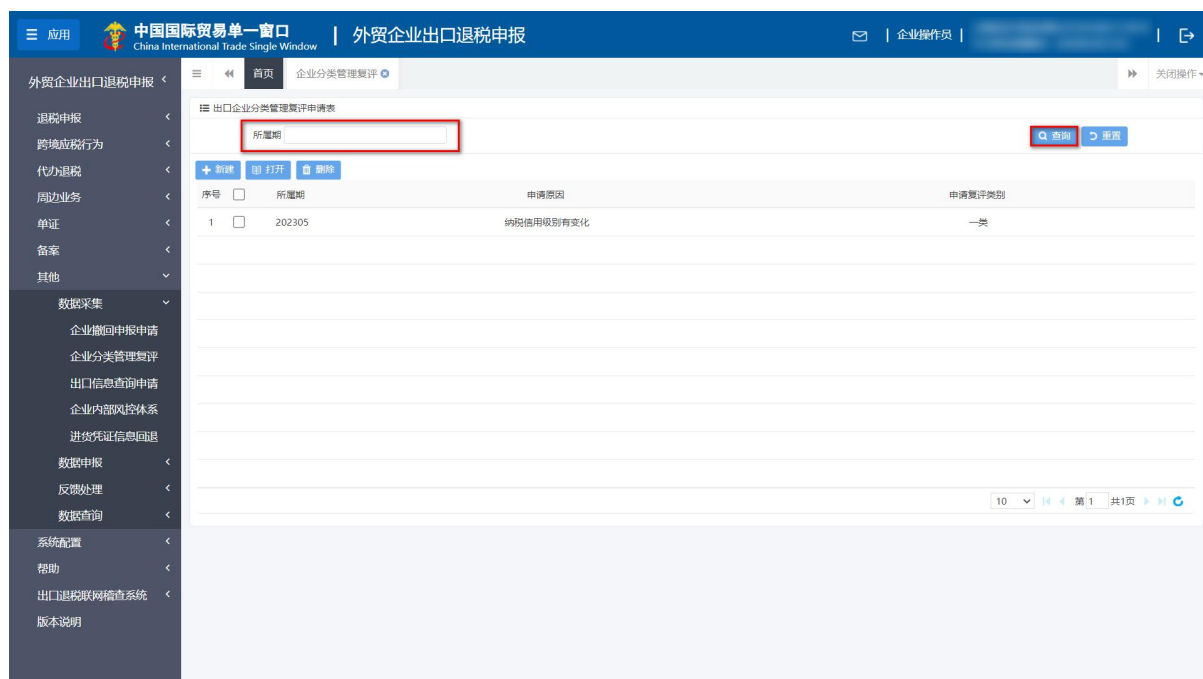 三 应用
中国国际贸易单一窗口
China International Trade Single Window
| 外贸企业出口退税申报
| 企业操作员 |
|
外贸企业出口退税申报
首页
企业分类管理复评
关闭操作
退税申报
跨境应税行为
代办退税
周边业务
单证
备案
其他
数据采集
企业撤回申报申请
企业分类管理复评
出口信息查询申请
企业内部风控体系
进货凭证信息回退
数据申报
反馈处理
数据查询
系统配置
帮助
出口退税联网稽查系统
版本说明
出口企业分类管理复评申请表
所属期
查询
重置
新建
打开
删除
序号 所属期 申请原因 申请复评类别
1 202305 纳税信用级别有变化 一类
10 第 1 共1页